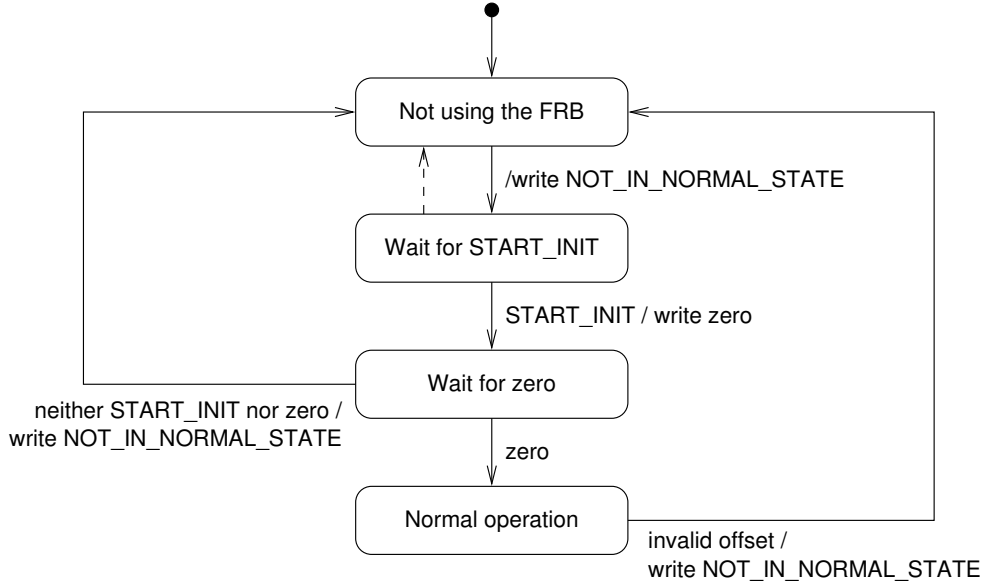 Not using the FRB
/write NOT_IN_NORMAL_STATE
Wait for START_INIT
START_INIT / write zero
Wait for zero
neither START_INIT nor zero /
write NOT_IN_NORMAL_STATE
zero
Normal operation
invalid offset /
write NOT_IN_NORMAL_STATE